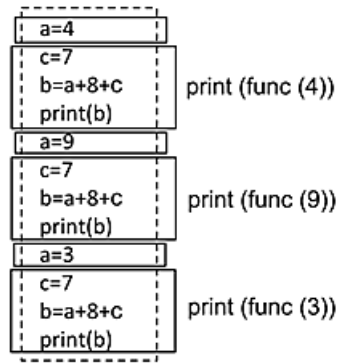 a=4
c=7
b=a+8+c print (func (4))
print(b)
a=9
c=7
b=a+8+c print (func (9))
print(b)
a=3
c=7
b=a+8+c print (func (3))
print(b)